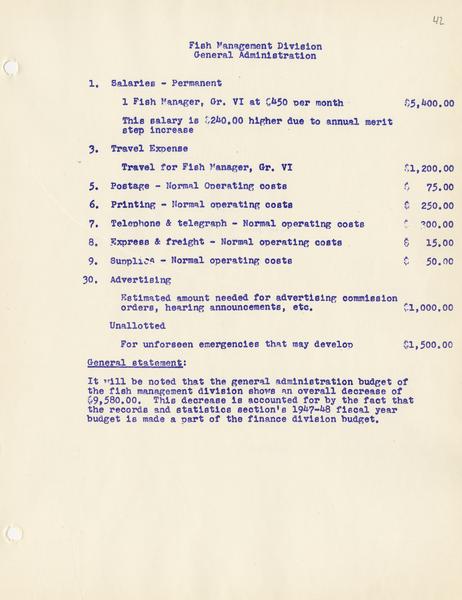 42
Fish Management Division
General Administration
1. Salaries - Permanent
1 Fish Manager, Gr. VI at $450 per month $5,400.00
This salary is $240.00 higher due to annual merit
step increase
3. Travel Expense
Travel for Fish Manager, Gr. VI $1,200.00
5. Postage - Normal Operating costs $ 75.00
6. Printing - Normal Operating costs $ 250.00
7. Telephone & telegraph - Normal operating costs $ 300.00
8. Express & freight - Normal operating costs $ 15.00
9. Supplies - Normal operating costs $ 50.00
30. Advertising
Estimated amount needed for advertising commission
orders, hearing announcements, etc. $1,000.00
Unallotted
For unforseen emergencies that may develop $1,500.00
General statement:
It will be noted that the general administration budget of
the fish management division shows an overall decrease of
$9,580.00. This decrease is accounted for by the fact that
the records and statistics section's 1947-48 fiscal year
budget is made a part of the finance division budget.